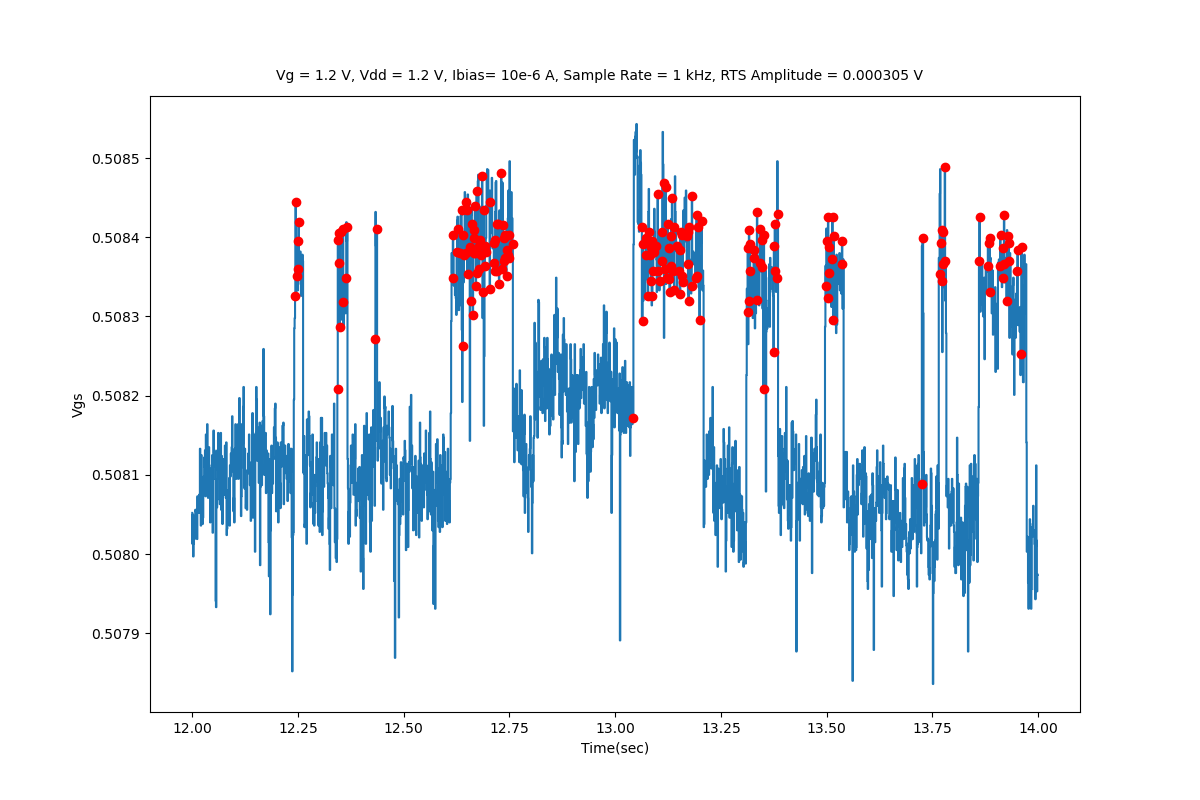 Vg = 1.2 V, Vdd = 1.2 V, Ibias= 10e-6 A, Sample Rate = 1 kHz, RTS Amplitude = 0.000305 V
0.5085
0.5084
0.5083
0.5082
0.5081
0.5080
0.5079
Vgs
12.00 12.25 12.50 12.75 13.00 13.25 13.50 13.75 14.00
Time(sec)